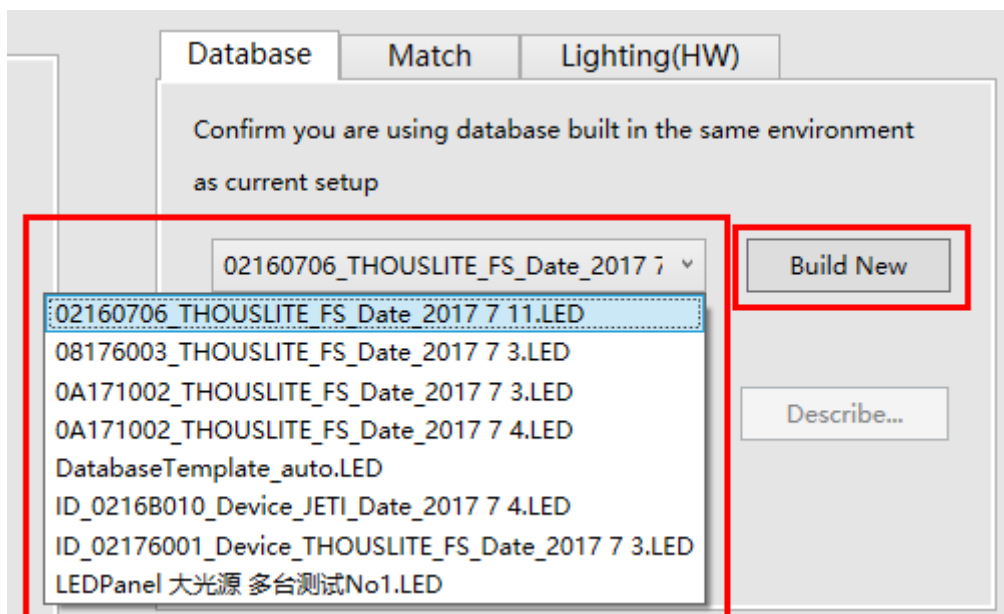 Database Match Lighting(HW)
Confirm you are using database built in the same environment
as current setup
02160706_THOUSLITE_FS_Date_2017 7 Build New
02160706_THOUSLITE_FS_Date_2017 7 11.LED
08176003_THOUSLITE_FS_Date_2017 7 3.LED
0A171002_THOUSLITE_FS_Date_2017 7 3.LED
0A171002_THOUSLITE_FS_Date_2017 7 4.LED
Describe...
DatabaseTemplate_auto.LED
ID_0216B010_Device_JETI_Date_2017 7 4.LED
ID_02176001_Device_THOUSLITE_FS_Date_2017 7 3.LED
LEDPanel 大光源 多台测试No1.LED